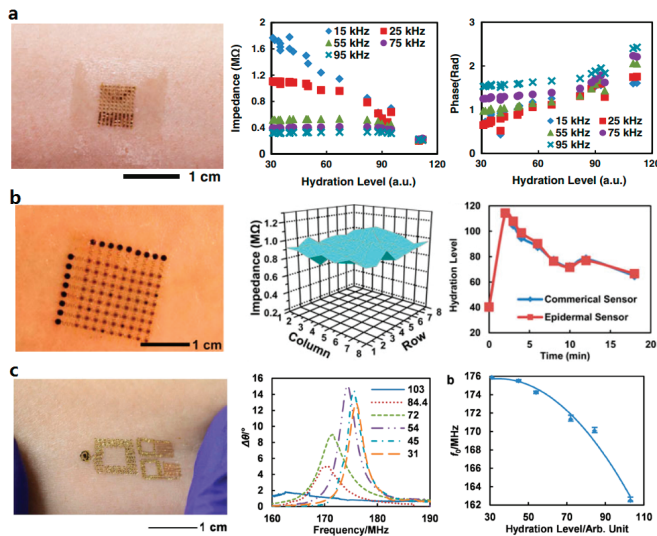 a
1 cm
Impedance (MΩ)
2
1.6
1.2
0.8
0.4
0
15 kHz
25 kHz
55 kHz
75 kHz
95 kHz
30
50
70
90
110
Hydration Level (a.u.)
Phase(Rad)
2.5
2
1.5
1
0.5
0
15 kHz
25 kHz
55 kHz
75 kHz
95 kHz
30
50
70
90
110
Hydration Level (a.u.)
b
1 cm
Impedance (MΩ)
1.2
1.0
0.8
0.6
0.4
0.2
1 2 3 4 5 6 7 8
Column
1 2 3 4 5 6 7 8
Row
Hydration Level
120
100
80
60
40
20
0
Commerical Sensor
Epidermal Sensor
0
5
10
15
20
Time (min)
c
1 cm
Δθ/°
16
14
12
10
8
6
4
2
0
103
84.4
72
54
45
31
160
170
180
190
Frequency/MHz
b
f₀/MHz
176
174
172
170
168
166
164
162
30
50
70
90
110
Hydration Level/Arb. Unit